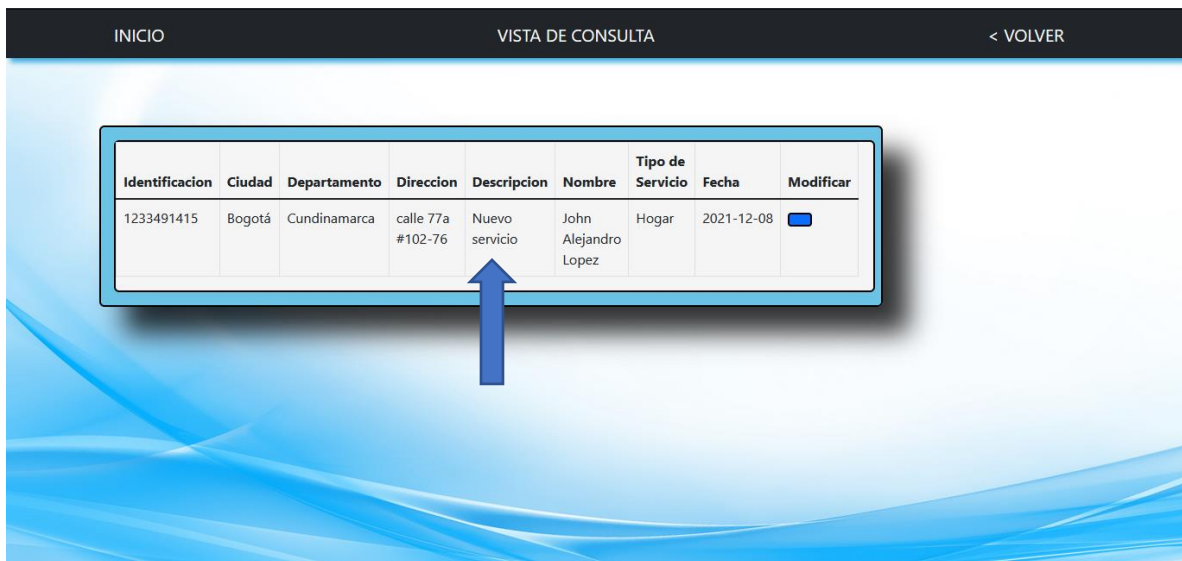 INICIO VISTA DE CONSULTA < VOLVER
Identificacion Ciudad Departamento Direccion Descripcion Nombre Tipo de Servicio Fecha Modificar
1233491415 Bogotá Cundinamarca calle 77a Nuevo John Hogar 2021-12-08
#102-76 servicio Alejandro
Lopez